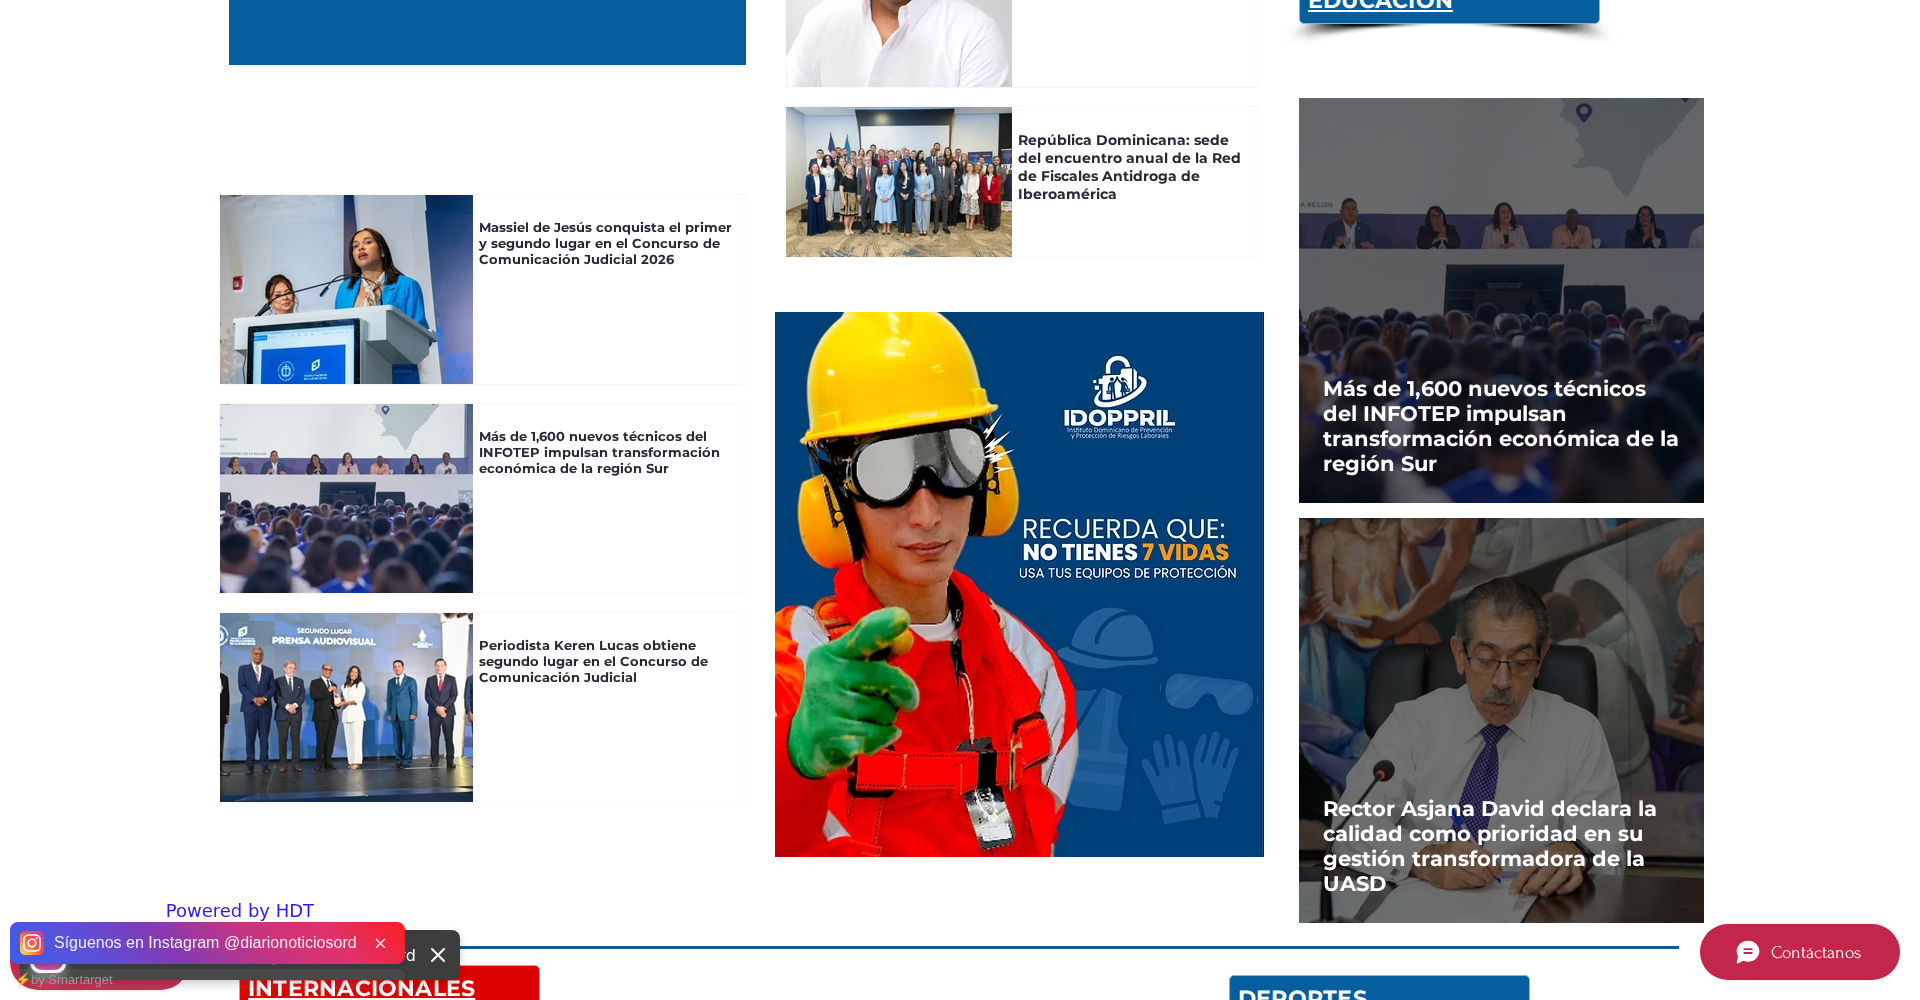 EDUCACIÓN
República Dominicana: sede
del encuentro anual de la Red
de Fiscales Antidroga de
Iberoamérica
Massiel de Jesús conquista el primer
y segundo lugar en el Concurso de
Comunicación Judicial 2026
Más de 1,600 nuevos técnicos del
INFOTEP impulsan transformación
económica de la región Sur
SEGUNDO LUGAR
PRENSA AUDIOVISUAL
Periodista Keren Lucas obtiene
segundo lugar en el Concurso de
Comunicación Judicial
IDOPPRIL
Instituto Dominicano de Prevención
y Protección de Riesgos Laborales
RECUERDA QUE:
NO TIENES 7 VIDAS
USA TUS EQUIPOS DE PROTECCIÓN
LA REGIÓN
Más de 1,600 nuevos técnicos
del INFOTEP impulsan
transformación económica de la
región Sur
Rector Asjana David declara la
calidad como prioridad en su
gestión transformadora de la
UASD
Powered by HDT
Síguenos en Instagram @diarionoticiosord
rd
⚡by Smartarget
Contáctanos
INTERNACIONALES
DEPORTES